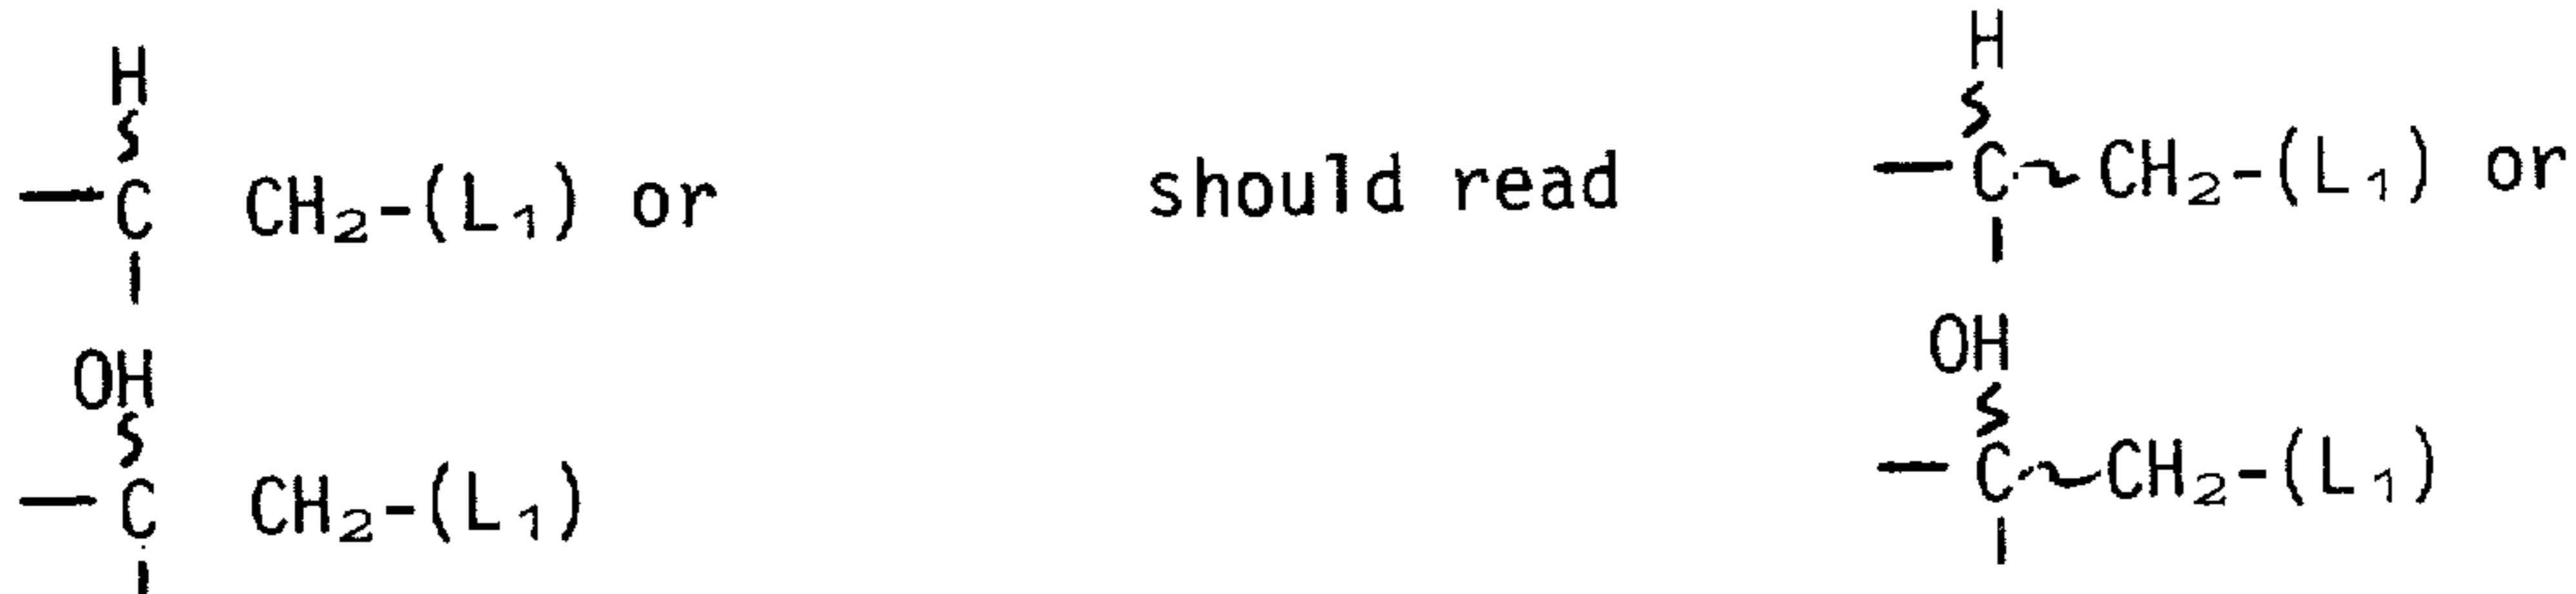 H H
—C CH₂-(L₁) or should read —C~CH₂-(L₁) or
OH OH
—C CH₂-(L₁) —C~CH₂-(L₁)